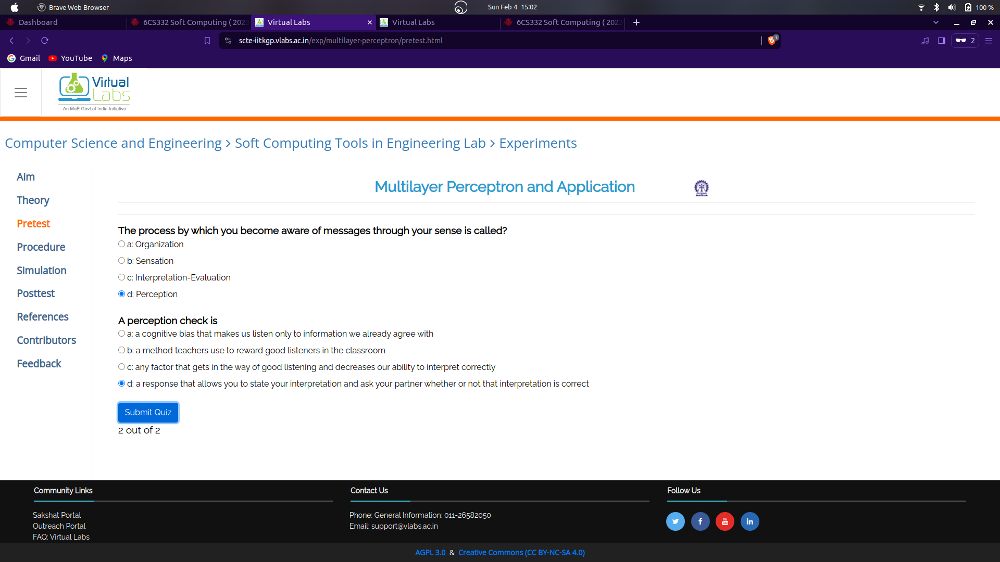 Brave Web Browser
Sun Feb 4 15:02
100 %
Dashboard
6CS332 Soft Computing ( 2023
Virtual Labs
Virtual Labs
6CS332 Soft Computing ( 2023
scte-iitkgp.vlabs.ac.in/exp/multilayer-perceptron/pretest.html
1
2
Gmail
YouTube
Maps
Virtual
Labs
An MoE Govt of India Initiative
Computer Science and Engineering > Soft Computing Tools in Engineering Lab > Experiments
Aim
Theory
Pretest
Procedure
Simulation
Posttest
References
Contributors
Feedback
Multilayer Perceptron and Application
The process by which you become aware of messages through your sense is called?
a: Organization
b: Sensation
c: Interpretation-Evaluation
d: Perception
A perception check is
a: a cognitive bias that makes us listen only to information we already agree with
b: a method teachers use to reward good listeners in the classroom
c: any factor that gets in the way of good listening and decreases our ability to interpret correctly
d: a response that allows you to state your interpretation and ask your partner whether or not that interpretation is correct
Submit Quiz
2 out of 2
Community Links
Sakshat Portal
Outreach Portal
FAQ: Virtual Labs
Contact Us
Phone: General Information: 011-26582050
Email: support@vlabs.ac.in
Follow Us
AGPL 3.0 & Creative Commons (CC BY-NC-SA 4.0)